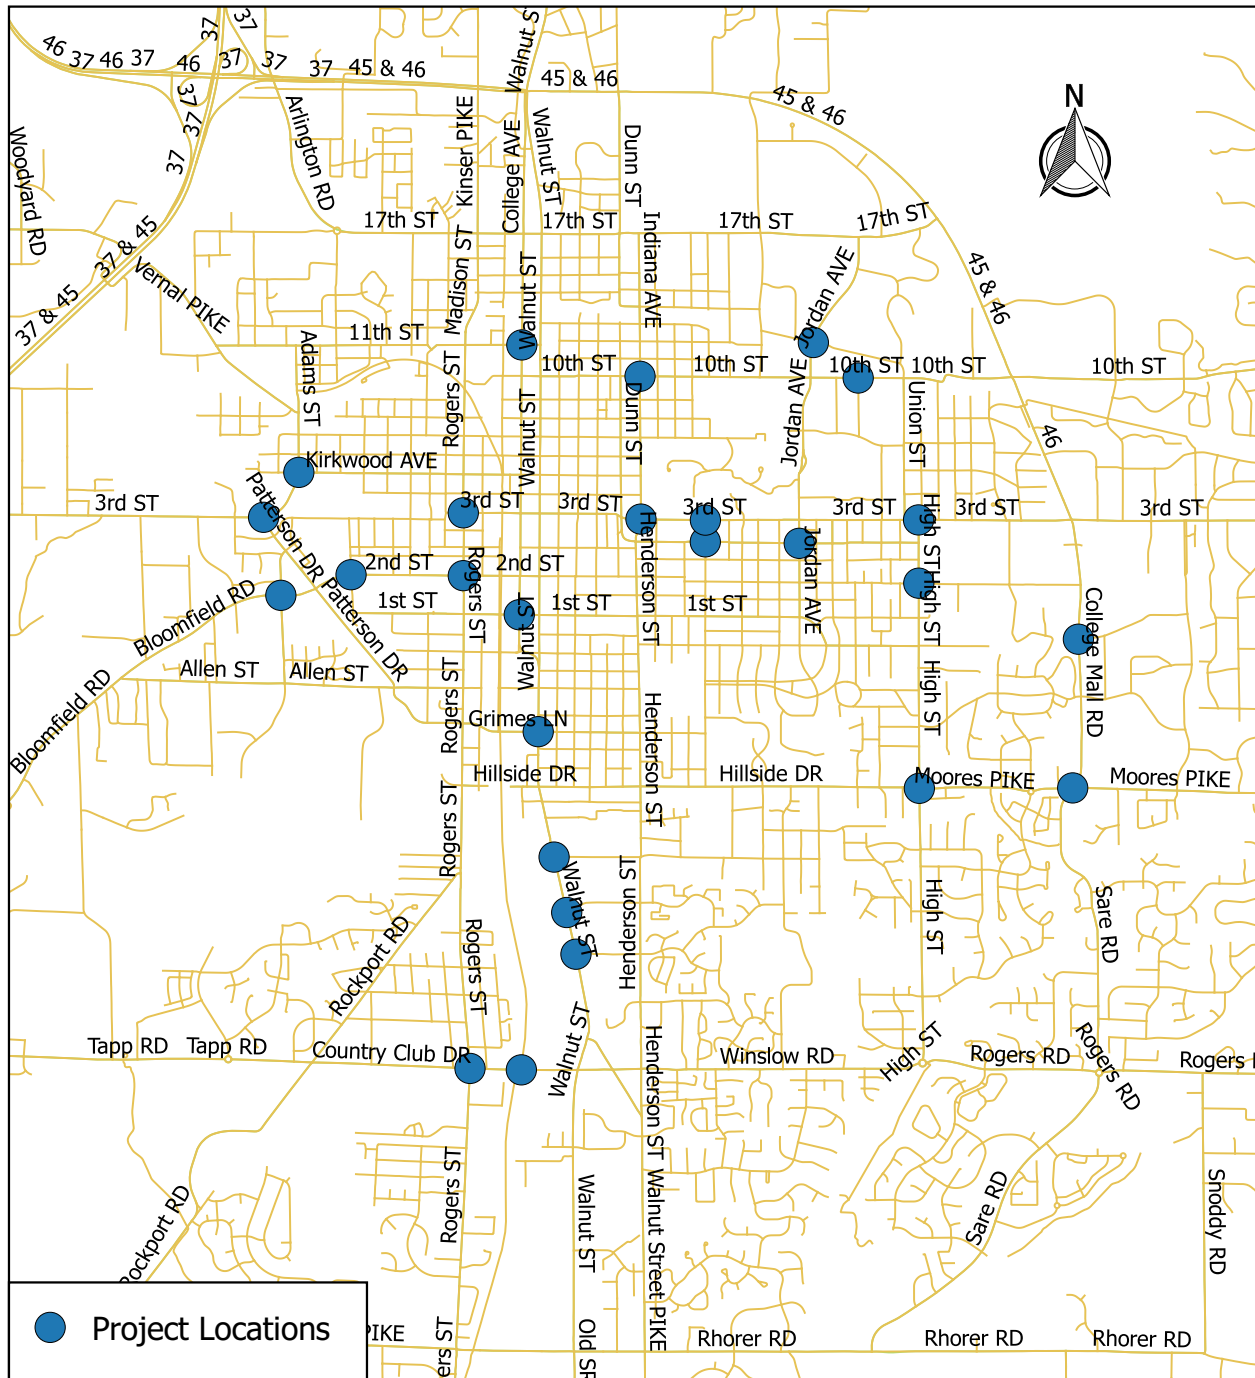 37
37
46
37
46
37
46
37
37
37
45 & 46
45 & 46
45 & 46
Walnut S
37
37
37
Woodyard RD
Arlington RD
Kinser PIKE
College AVE
Walnut ST
Dunn ST
N
17th ST
17th ST
17th ST
17th ST
37 & 45
37 & 45
Vernal PIKE
Madison ST
Walnut ST
Indiana AVE
Jordan AVE
45 & 46
11th ST
Adams ST
Rogers ST
10th ST
10th ST
10th ST
10th ST
10th ST
Walnut ST
Dunn ST
Jordan AVE
Union ST
46
Kirkwood AVE
3rd ST
Patterson DR
3rd ST
3rd ST
3rd ST
3rd ST
3rd ST
3rd ST
High ST
Henderson ST
Jordan AVE
2nd ST
Rogers ST
2nd ST
Bloomfield RD
Patterson DR
1st ST
Walnut ST
1st ST
1st ST
High ST
College Mall RD
Allen ST
Allen ST
Rogers ST
High ST
Bloomfield RD
Grimes LN
Henderson ST
Hillside DR
Hillside DR
Moores PIKE
Moores PIKE
Rogers ST
Walnut ST
Henderson ST
High ST
Sare RD
Rockport RD
Rogers ST
Tapp RD
Tapp RD
Country Club DR
Walnut ST
Henderson ST
Winslow RD
High ST
Rogers RD
Rogers RD
Rogers
Rockport RD
Rogers ST
Walnut ST
Walnut Street PIKE
Sare RD
Snoddy RD
Project Locations
PIKE
ers ST
Old SR
Rhorer RD
Rhorer RD
Rhorer RD